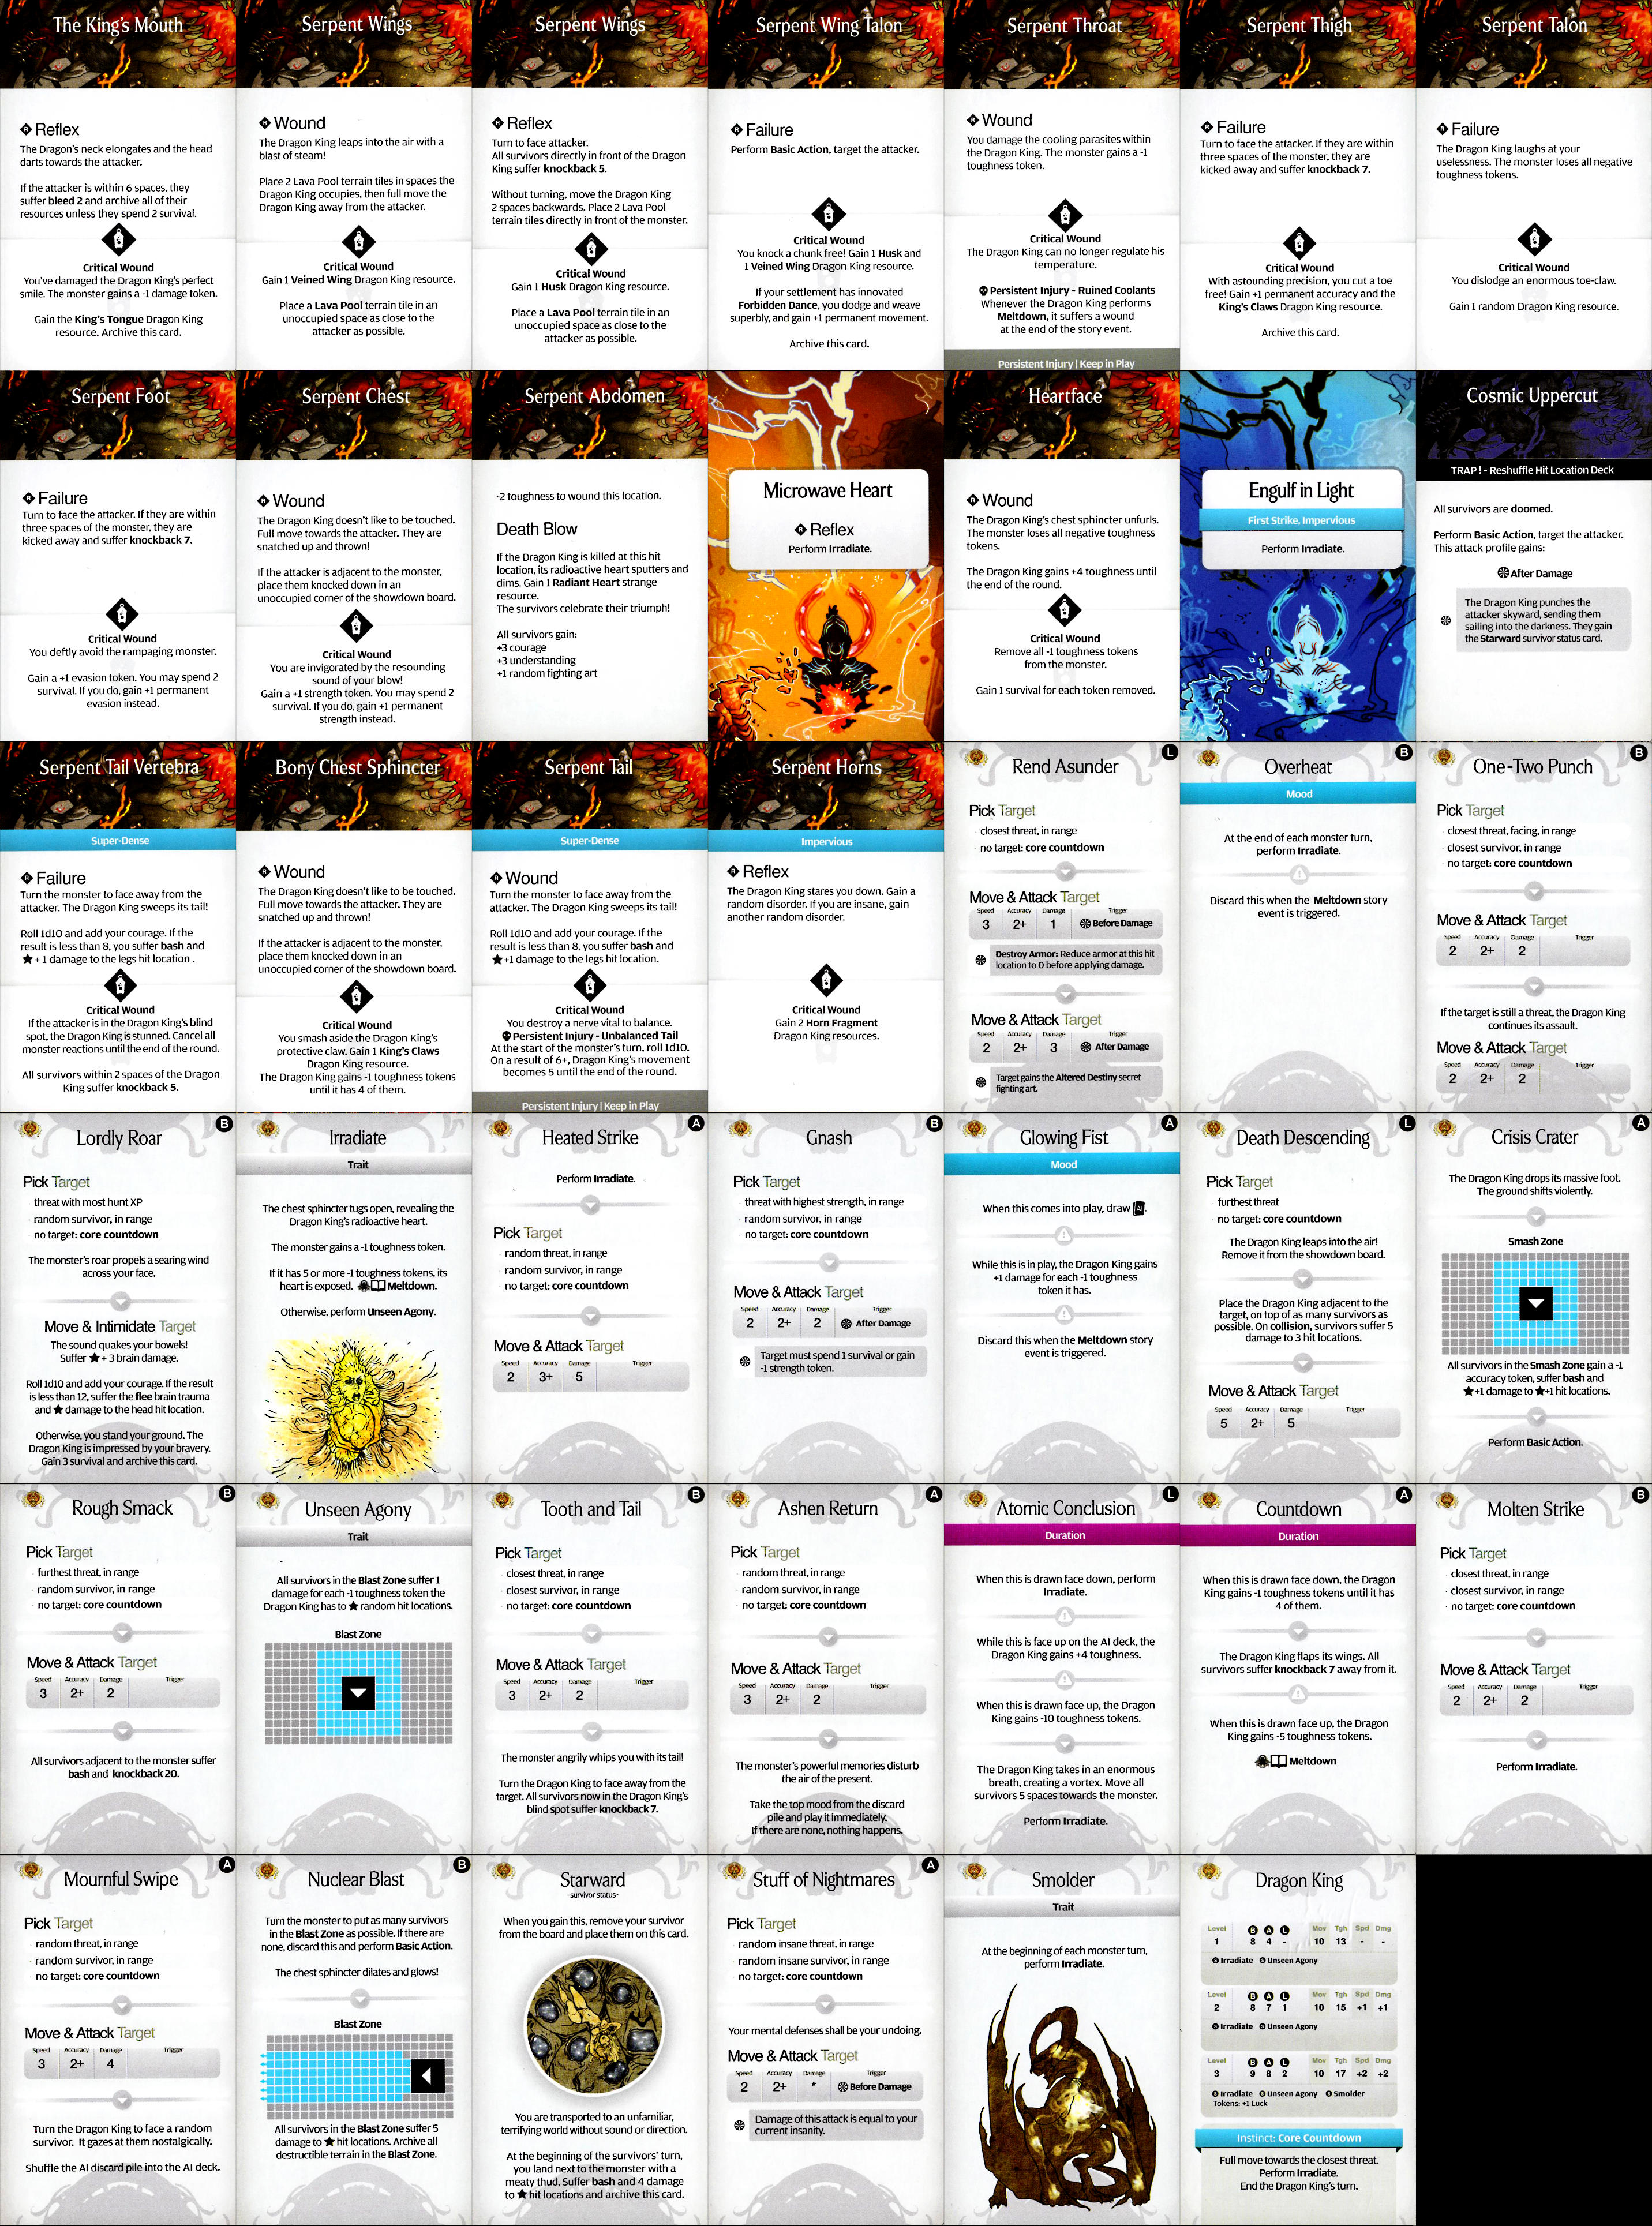 The King's Mouth
Reflex
The Dragon's neck elongates and the head
darts towards the attacker.
If the attacker is within 6 spaces, they
suffer bleed 2 and archive all of their
resources unless they spend 2 survival.
Critical Wound
You've damaged the Dragon King's perfect
smile. The monster gains a -1 damage token.
Gain the King's Tongue Dragon King
resource. Archive this card.
Serpent Wings
Wound
The Dragon King leaps into the air with a
blast of steam!
Place 2 Lava Pool terrain tiles in spaces the
Dragon King occupies, then full move the
Dragon King away from the attacker.
Critical Wound
Gain 1 Veined Wing Dragon King resource.
Place a Lava Pool terrain tile in an
unoccupied space as close to the
attacker as possible.
Serpent Wings
Reflex
Turn to face attacker.
All survivors directly in front of the Dragon
King suffer knockback 5.
Without turning, move the Dragon King
2 spaces backwards. Place 2 Lava Pool
terrain tiles directly in front of the monster.
Critical Wound
Gain 1 Husk Dragon King resource.
Place a Lava Pool terrain tile in an
unoccupied space as close to the
attacker as possible.
Serpent Wing Talon
Failure
Perform Basic Action, target the attacker.
Critical Wound
You knock a chunk free! Gain 1 Husk and
1 Veined Wing Dragon King resource.
If your settlement has innovated
Forbidden Dance, you dodge and weave
superbly, and gain +1 permanent movement.
Archive this card.
Serpent Throat
Wound
You damage the cooling parasites within
the Dragon King. The monster gains a -1
toughness token.
Critical Wound
The Dragon King can no longer regulate his
temperature.
Persistent Injury - Ruined Coolants
Whenever the Dragon King performs
Meltdown, it suffers a wound
at the end of the story event.
Persistent Injury | Keep in Play
Serpent Thigh
Failure
Turn to face the attacker. If they are within
three spaces of the monster, they are
kicked away and suffer knockback 7.
Critical Wound
With astounding precision, you cut a toe
free! Gain +1 permanent accuracy and the
King's Claws Dragon King resource.
Archive this card.
Serpent Talon
Failure
The Dragon King laughs at your
uselessness. The monster loses all negative
toughness tokens.
Critical Wound
You dislodge an enormous toe-claw.
Gain 1 random Dragon King resource.
Serpent Foot
Failure
Turn to face the attacker. If they are within
three spaces of the monster, they are
kicked away and suffer knockback 7.
Critical Wound
You deftly avoid the rampaging monster.
Gain a +1 evasion token. You may spend 2
survival. If you do, gain +1 permanent
evasion instead.
Serpent Chest
Wound
The Dragon King doesn't like to be touched.
Full move towards the attacker. They are
snatched up and thrown!
If the attacker is adjacent to the monster,
place them knocked down in an
unoccupied corner of the showdown board.
Critical Wound
You are invigorated by the resounding
sound of your blow!
Gain a +1 strength token. You may spend 2
survival. If you do, gain +1 permanent
strength instead.
Serpent Abdomen
-2 toughness to wound this location.
Death Blow
If the Dragon King is killed at this hit
location, its radioactive heart sputters and
dims. Gain 1 Radiant Heart strange
resource.
The survivors celebrate their triumph!
All survivors gain:
+3 courage
+3 understanding
+1 random fighting art
Microwave Heart
Reflex
Perform Irradiate.
Heartface
Wound
The Dragon King's chest sphincter unfurls.
The monster loses all negative toughness
tokens.
The Dragon King gains +4 toughness until
the end of the round.
Critical Wound
Remove all -1 toughness tokens
from the monster.
Gain 1 survival for each token removed.
Engulf in Light
First Strike, Impervious
Perform Irradiate.
Cosmic Uppercut
TRAP! - Reshuffle Hit Location Deck
All survivors are doomed.
Perform Basic Action, target the attacker.
This attack profile gains:
After Damage
The Dragon King punches the
attacker skyward, sending them
sailing into the darkness. They gain
the Starward survivor status card.
Serpent Tail Vertebra
Super-Dense
Failure
Turn the monster to face away from the
attacker. The Dragon King sweeps its tail!
Roll 1d10 and add your courage. If the
result is less than 8, you suffer bash and
★ + 1 damage to the legs hit location .
Critical Wound
If the attacker is in the Dragon King's blind
spot, the Dragon King is stunned. Cancel all
monster reactions until the end of the round.
All survivors within 2 spaces of the Dragon
King suffer knockback 5.
Bony Chest Sphincter
Wound
The Dragon King doesn't like to be touched.
Full move towards the attacker. They are
snatched up and thrown!
If the attacker is adjacent to the monster,
place them knocked down in an
unoccupied corner of the showdown board.
Critical Wound
You smash aside the Dragon King's
protective claw. Gain 1 King's Claws
Dragon King resource.
The Dragon King gains -1 toughness tokens
until it has 4 of them.
Serpent Tail
Super-Dense
Wound
Turn the monster to face away from the
attacker. The Dragon King sweeps its tail!
Roll 1d10 and add your courage. If the
result is less than 8, you suffer bash and
★+1 damage to the legs hit location.
Critical Wound
You destroy a nerve vital to balance.
Persistent Injury - Unbalanced Tail
At the start of the monster's turn, roll 1d10.
On a result of 6+, Dragon King's movement
becomes 5 until the end of the round.
Persistent Injury | Keep in Play
Serpent Horns
Impervious
Reflex
The Dragon King stares you down. Gain a
random disorder. If you are insane, gain
another random disorder.
Critical Wound
Gain 2 Horn Fragment
Dragon King resources.
Rend Asunder
L
Pick Target
closest threat, in range
no target: core countdown
Move & Attack Target
Speed Accuracy Damage Trigger
3 2+ 1 Before Damage
Destroy Armor: Reduce armor at this hit
location to 0 before applying damage.
Move & Attack Target
Speed Accuracy Damage Trigger
2 2+ 3 After Damage
Target gains the Altered Destiny secret
fighting art.
Overheat
B
Mood
At the end of each monster turn,
perform Irradiate.
Discard this when the Meltdown story
event is triggered.
One-Two Punch
B
Pick Target
closest threat, facing, in range
closest survivor, in range
no target: core countdown
Move & Attack Target
Speed Accuracy Damage Trigger
2 2+ 2
If the target is still a threat, the Dragon King
continues its assault.
Move & Attack Target
Speed Accuracy Damage Trigger
2 2+ 2
Lordly Roar
B
Pick Target
threat with most hunt XP
random survivor, in range
no target: core countdown
The monster's roar propels a searing wind
across your face.
Move & Intimidate Target
The sound quakes your bowels!
Suffer ★ + 3 brain damage.
Roll 1d10 and add your courage. If the result
is less than 12, suffer the flee brain trauma
and ★ damage to the head hit location.
Otherwise, you stand your ground. The
Dragon King is impressed by your bravery.
Gain 3 survival and archive this card.
Irradiate
Trait
The chest sphincter tugs open, revealing the
Dragon King's radioactive heart.
The monster gains a -1 toughness token.
If it has 5 or more -1 toughness tokens, its
heart is exposed. Meltdown.
Otherwise, perform Unseen Agony.
Heated Strike
A
Perform Irradiate.
Pick Target
random threat, in range
random survivor, in range
no target: core countdown
Move & Attack Target
Speed Accuracy Damage Trigger
2 3+ 5
Gnash
B
Pick Target
threat with highest strength, in range
random survivor, in range
no target: core countdown
Move & Attack Target
Speed Accuracy Damage Trigger
2 2+ 2 After Damage
Target must spend 1 survival or gain
-1 strength token.
Glowing Fist
A
Mood
When this comes into play, draw AI.
While this is in play, the Dragon King gains
+1 damage for each -1 toughness
token it has.
Discard this when the Meltdown story
event is triggered.
Death Descending
L
Pick Target
furthest threat
no target: core countdown
The Dragon King leaps into the air!
Remove it from the showdown board.
Place the Dragon King adjacent to the
target, on top of as many survivors as
possible. On collision, survivors suffer 5
damage to 3 hit locations.
Move & Attack Target
Speed Accuracy Damage Trigger
5 2+ 5
Crisis Crater
A
The Dragon King drops its massive foot.
The ground shifts violently.
Smash Zone
All survivors in the Smash Zone gain a -1
accuracy token, suffer bash and
★+1 damage to ★+1 hit locations.
Perform Basic Action.
Rough Smack
B
Pick Target
furthest threat, in range
random survivor, in range
no target: core countdown
Move & Attack Target
Speed Accuracy Damage Trigger
3 2+ 2
All survivors adjacent to the monster suffer
bash and knockback 20.
Unseen Agony
Trait
All survivors in the Blast Zone suffer 1
damage for each -1 toughness token the
Dragon King has to ★ random hit locations.
Blast Zone
Tooth and Tail
B
Pick Target
closest threat, in range
closest survivor, in range
no target: core countdown
Move & Attack Target
Speed Accuracy Damage Trigger
3 2+ 2
The monster angrily whips you with its tail!
Turn the Dragon King to face away from the
target. All survivors now in the Dragon King's
blind spot suffer knockback 7.
Ashen Return
A
Pick Target
random threat, in range
random survivor, in range
no target: core countdown
Move & Attack Target
Speed Accuracy Damage Trigger
3 2+ 2
The monster's powerful memories disturb
the air of the present.
Take the top mood from the discard
pile and play it immediately.
If there are none, nothing happens.
Atomic Conclusion
L
Duration
When this is drawn face down, perform
Irradiate.
While this is face up on the AI deck, the
Dragon King gains +4 toughness.
When this is drawn face up, the Dragon
King gains -10 toughness tokens.
The Dragon King takes in an enormous
breath, creating a vortex. Move all
survivors 5 spaces towards the monster.
Perform Irradiate.
Countdown
A
Duration
When this is drawn face down, the Dragon
King gains -1 toughness tokens until it has
4 of them.
The Dragon King flaps its wings. All
survivors suffer knockback 7 away from it.
When this is drawn face up, the Dragon
King gains -5 toughness tokens.
Meltdown
Molten Strike
B
Pick Target
closest threat, in range
closest survivor, in range
no target: core countdown
Move & Attack Target
Speed Accuracy Damage Trigger
2 2+ 2
Perform Irradiate.
Mournful Swipe
A
Pick Target
random threat, in range
random survivor, in range
no target: core countdown
Move & Attack Target
Speed Accuracy Damage Trigger
3 2+ 4
Turn the Dragon King to face a random
survivor. It gazes at them nostalgically.
Shuffle the AI discard pile into the AI deck.
Nuclear Blast
B
Turn the monster to put as many survivors
in the Blast Zone as possible. If there are
none, discard this and perform Basic Action.
The chest sphincter dilates and glows!
Blast Zone
All survivors in the Blast Zone suffer 5
damage to ★ hit locations. Archive all
destructible terrain in the Blast Zone.
Starward
-survivor status-
When you gain this, remove your survivor
from the board and place them on this card.
You are transported to an unfamiliar,
terrifying world without sound or direction.
At the beginning of the survivors' turn,
you land next to the monster with a
meaty thud. Suffer bash and 4 damage
to ★ hit locations and archive this card.
Stuff of Nightmares
A
Pick Target
random insane threat, in range
random insane survivor, in range
no target: core countdown
Your mental defenses shall be your undoing.
Move & Attack Target
Speed Accuracy Damage Trigger
2 2+ * Before Damage
Damage of this attack is equal to your
current insanity.
Smolder
Trait
At the beginning of each monster turn,
perform Irradiate.
Dragon King
Level B A L Mov Tgh Spd Dmg
1 8 4 - 10 13 - -
Irradiate Unseen Agony
Level B A L Mov Tgh Spd Dmg
2 8 7 1 10 15 +1 +1
Irradiate Unseen Agony
Level B A L Mov Tgh Spd Dmg
3 9 8 2 10 17 +2 +2
Irradiate Unseen Agony Smolder
Tokens: +1 Luck
Instinct: Core Countdown
Full move towards the closest threat.
Perform Irradiate.
End the Dragon King's turn.